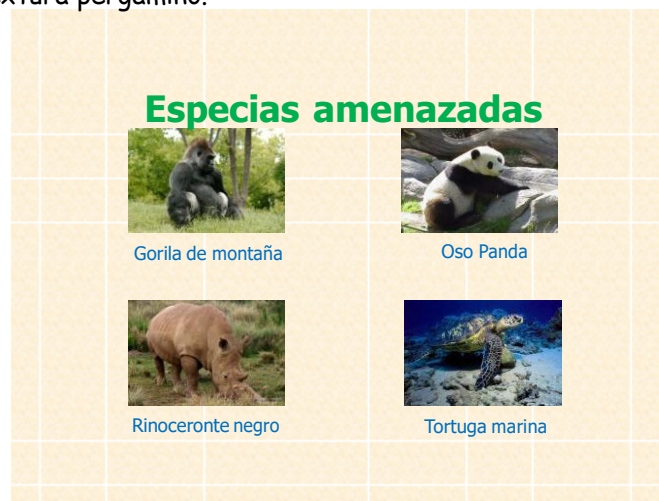 xtura pergamino.
Especias amenazadas
Gorila de montaña
Oso Panda
Rinoceronte negro
Tortuga marina